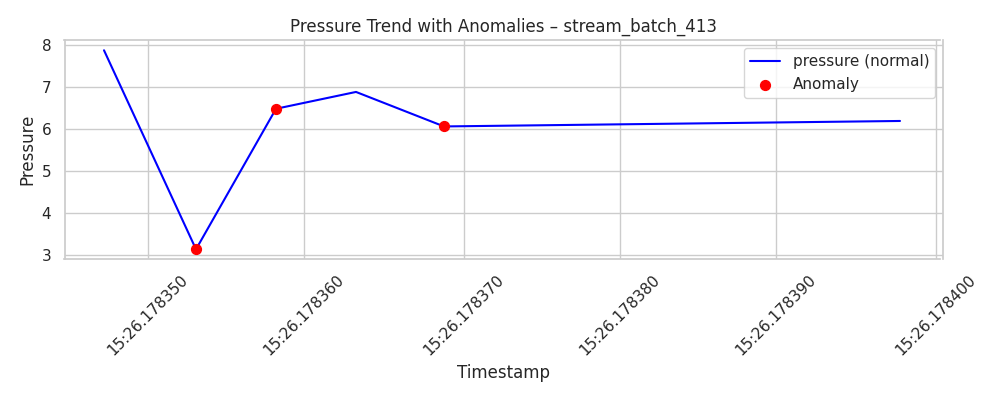 Pressure Trend with Anomalies – stream_batch_413
pressure (normal)
Anomaly
Pressure
8
7
6
5
4
3
15:26.178350
15:26.178360
15:26.178370
15:26.178380
15:26.178390
15:26.178400
Timestamp